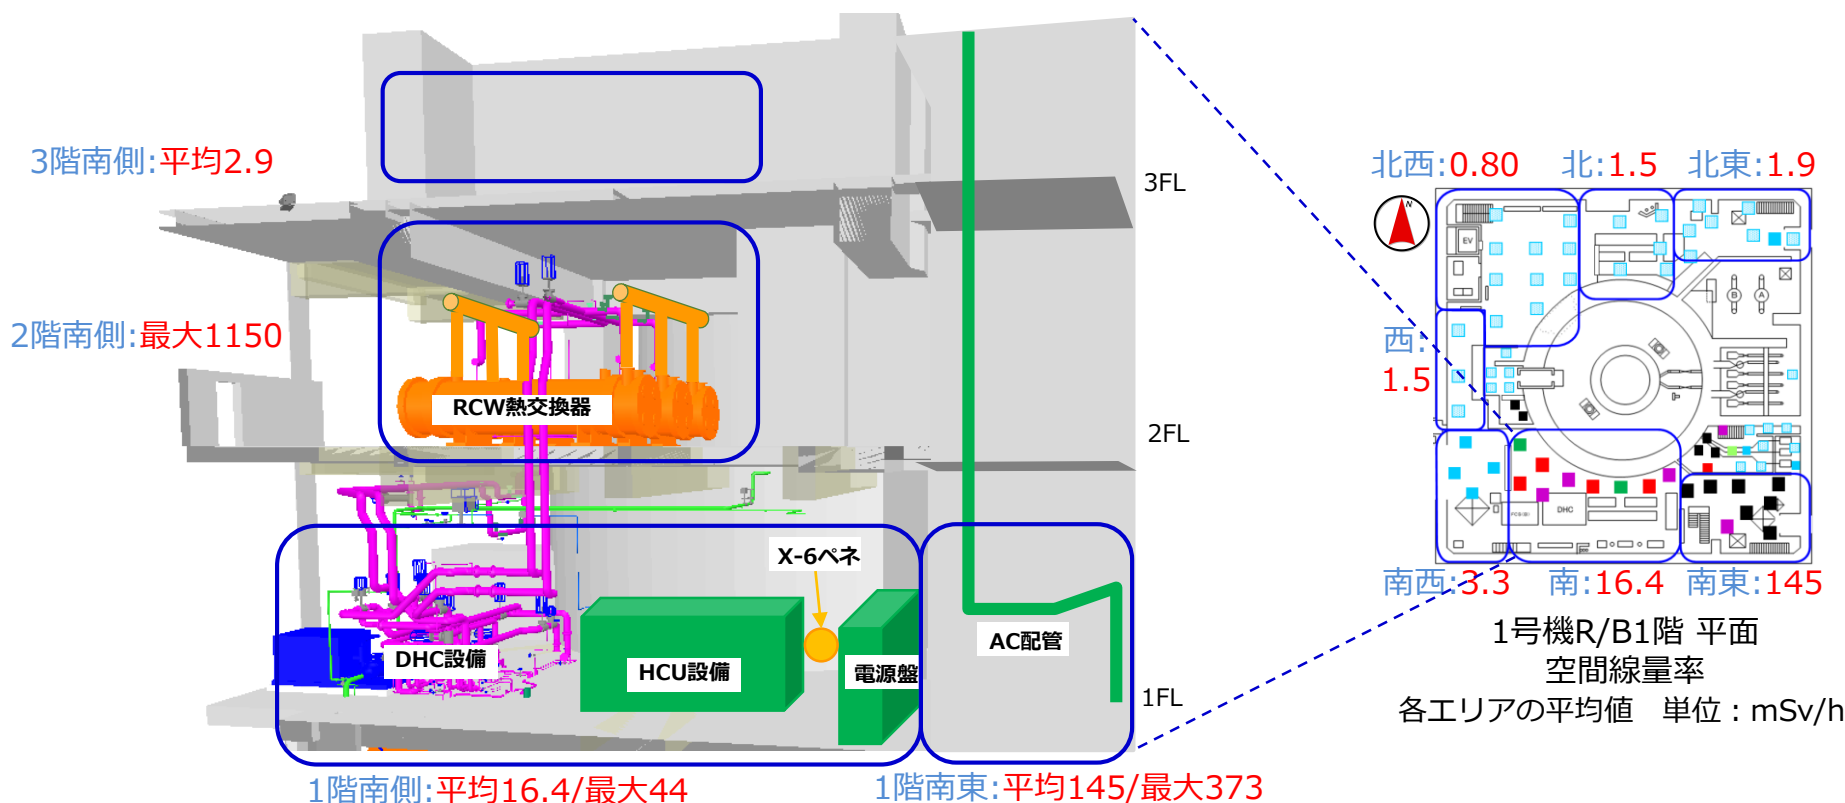 3階南側:平均2.9
3FL
2階南側:最大1150
RCW熱交換器
2FL
X-6ペネ
DHC設備
HCU設備
電源盤
AC配管
1FL
1階南側:平均16.4/最大44
1階南東:平均145/最大373
北西:0.80
北:1.5
北東:1.9
N
EV
B
A
西:
1.5
DHC
南西:3.3
南:16.4
南東:145
1号機R/B1階 平面
空間線量率
各エリアの平均値 単位：mSv/h